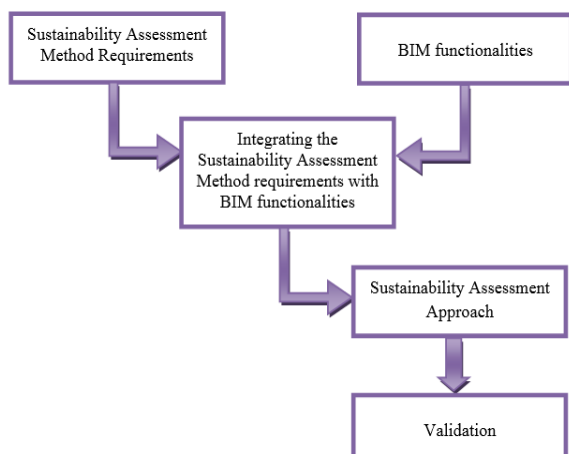 Sustainability Assessment
Method Requirements
BIM functionalities
Integrating the
Sustainability Assessment
Method requirements with
BIM functionalities
Sustainability Assessment
Approach
Validation